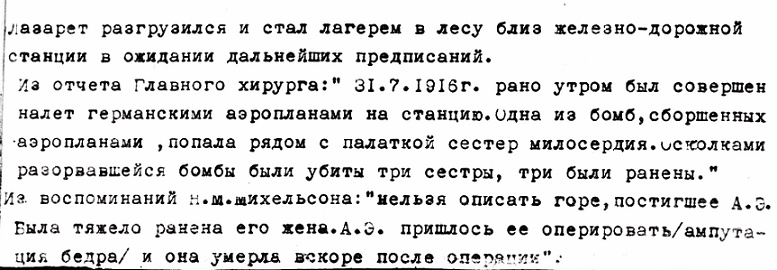 лазарет разгрузился и стал лагерем в лесу близ железно-дорожной
станции в ожидании дальнейших предписаний.
Из отчета Главного хирурга:" 31.7.1916г. рано утром был совершен
налет германскими аэропланами на станцию.Одна из бомб,сборшенных
аэропланами ,попала рядом с палаткой сестер милосердия.Осколками
разорвавшейся бомбы были убиты три сестры, три были ранены."
Из воспоминаний Н.М.Михельсона:"Нельзя описать горе,постигшее А.Э.
Была тяжело ранена его жена.А.Э. пришлось ее оперировать/ампута-
ция бедра/ и она умерла вскоре после операции".